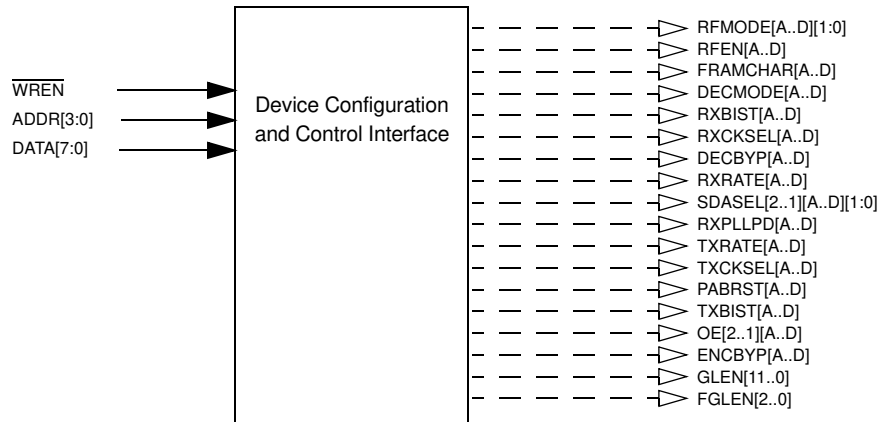 WREN
ADDR[3:0]
DATA[7:0]
Device Configuration
and Control Interface
RFMODE[A..D][1:0]
RFEN[A..D]
FRAMCHAR[A..D]
DECMODE[A..D]
RXBIST[A..D]
RXCKSEL[A..D]
DECBYP[A..D]
RXRATE[A..D]
SDASEL[2..1][A..D][1:0]
RXPLLPD[A..D]
TXRATE[A..D]
TXCKSEL[A..D]
PABRST[A..D]
TXBIST[A..D]
OE[2..1][A..D]
ENCBYP[A..D]
GLEN[11..0]
FGLEN[2..0]